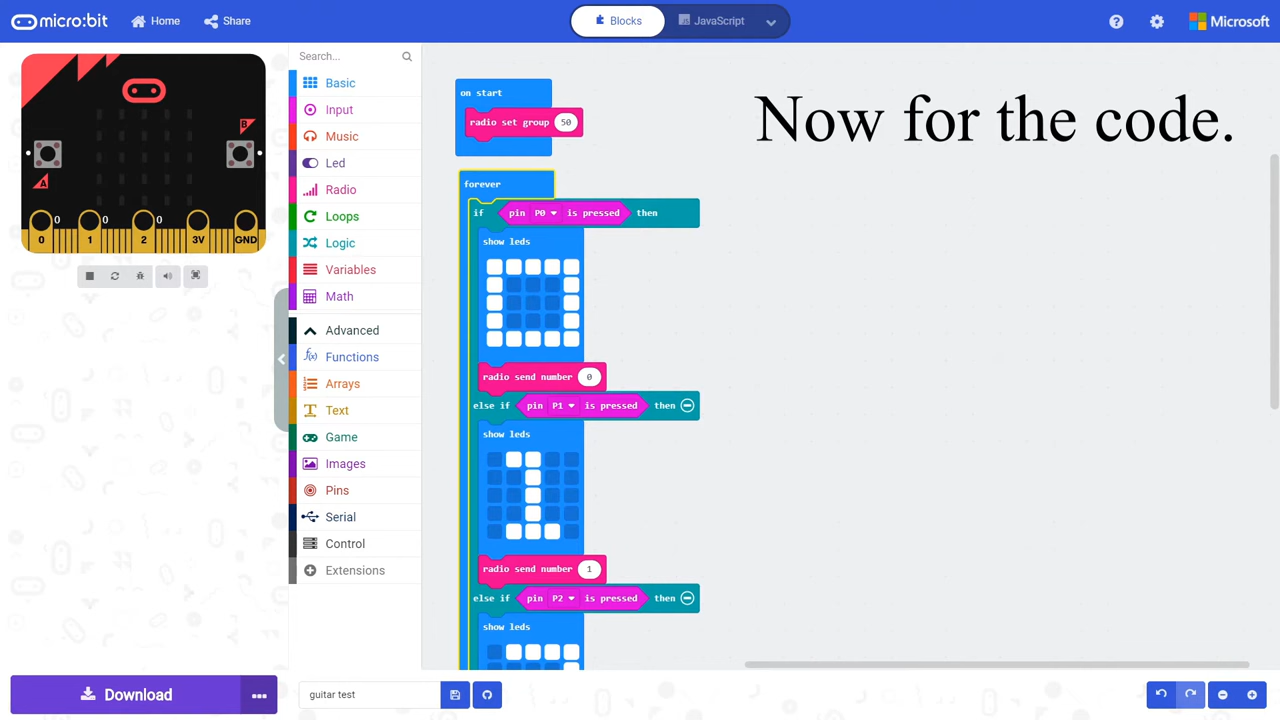 micro:bit
Home
Share
Blocks
JavaScript
Microsoft
A
B
0
0
0
0
1
2
3V
GND
Search...
Basic
Input
Music
Led
Radio
Loops
Logic
Variables
Math
Advanced
Functions
Arrays
Text
Game
Images
Pins
Serial
Control
Extensions
on start
radio set group 50
forever
if pin P0 is pressed then
show leds
radio send number 0
else if pin P1 is pressed then
show leds
radio send number 1
else if pin P2 is pressed then
show leds
Now for the code.
Download
guitar test